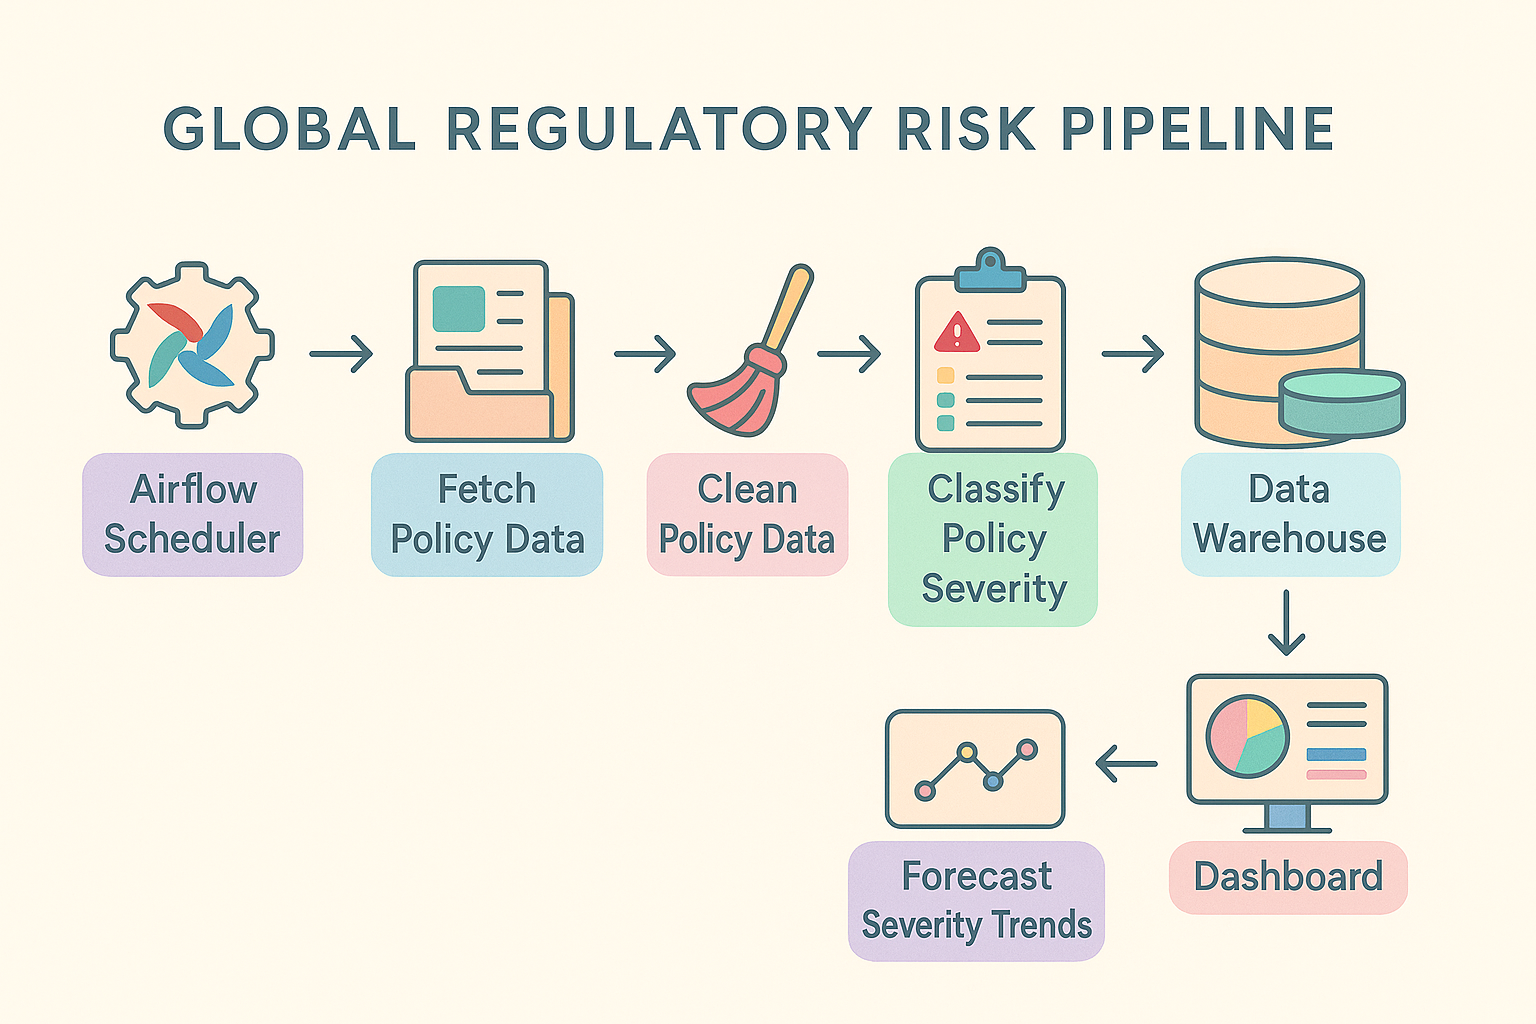 GLOBAL REGULATORY RISK PIPELINE
Airflow
Scheduler
Fetch
Policy Data
Clean
Policy Data
Classify
Policy
Severity
Data
Warehouse
Forecast
Severity Trends
Dashboard